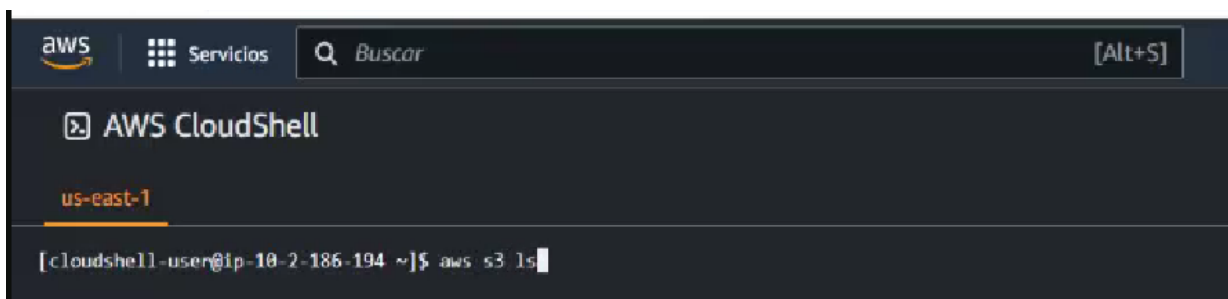 aws Servicios Buscar [Alt+S]
AWS CloudShell
us-east-1
[cloudshell-user@ip-10-2-186-194 ~]$ aws s3 ls